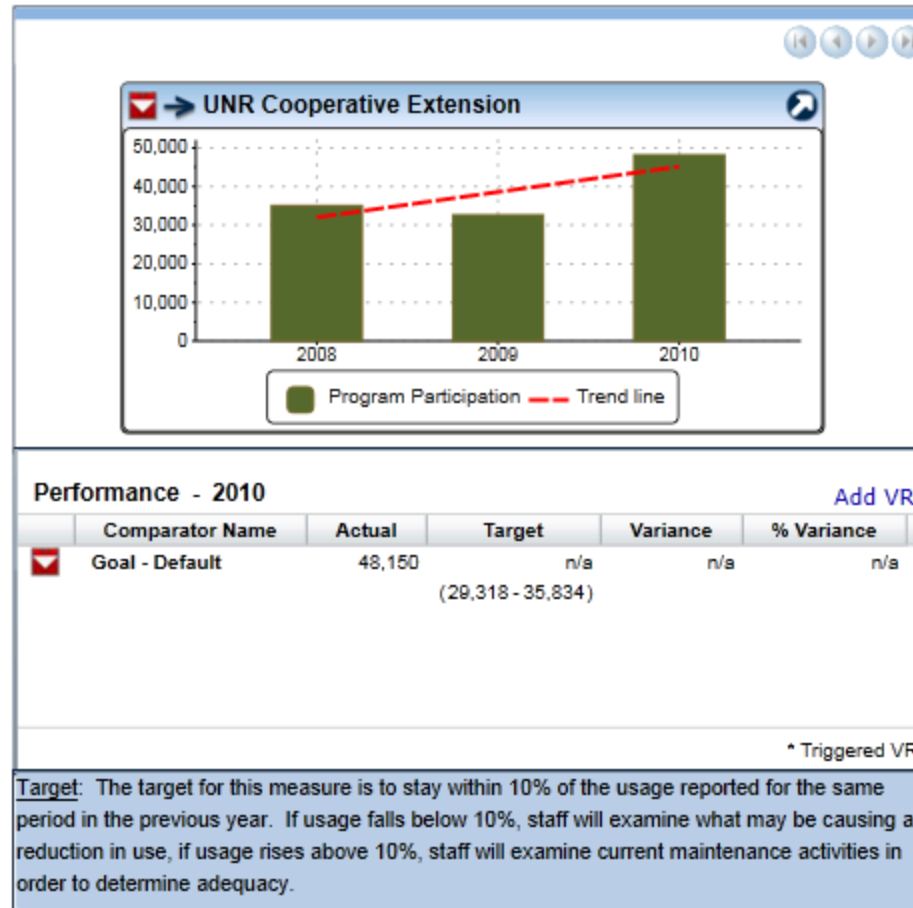 UNR Cooperative Extension
50,000
40,000
30,000
20,000
10,000
0
2008 2009 2010
Program Participation Trend line
Performance - 2010 Add VR
Comparator Name Actual Target Variance % Variance
Goal - Default 48,150 n/a n/a n/a
(29,318 - 35,834)
* Triggered VR
Target: The target for this measure is to stay within 10% of the usage reported for the same
period in the previous year. If usage falls below 10%, staff will examine what may be causing a
reduction in use, if usage rises above 10%, staff will examine current maintenance activities in
order to determine adequacy.